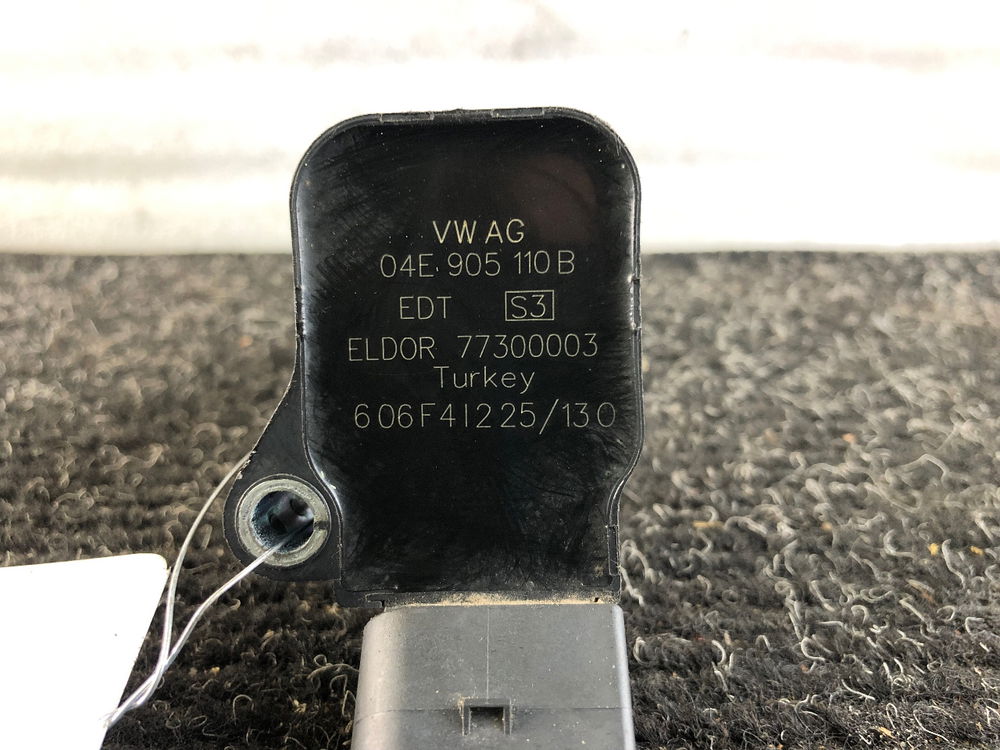 VW AG
04E 905 110 B
EDT S3
ELDOR 77300003
Turkey
606F41225/130